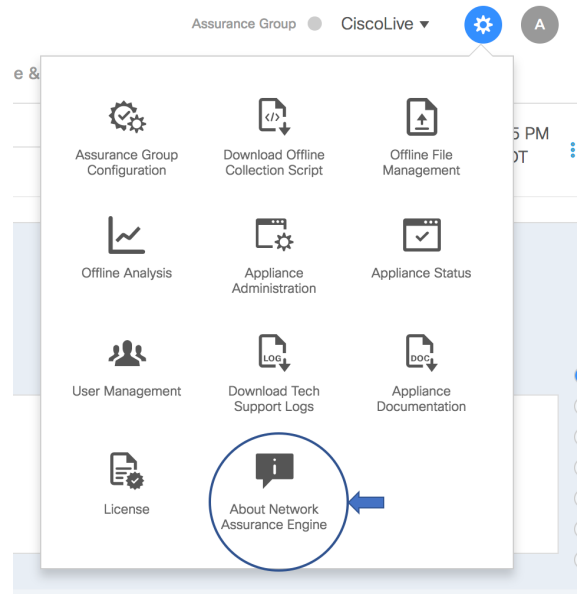 Assurance Group
CiscoLive
A
e &
5 PM
Assurance Group
Configuration
Download Offline
Collection Script
Offline File
Management
Offline Analysis
Appliance
Administration
Appliance Status
User Management
LOG
Download Tech
Support Logs
DOC
Appliance
Documentation
License
About Network
Assurance Engine